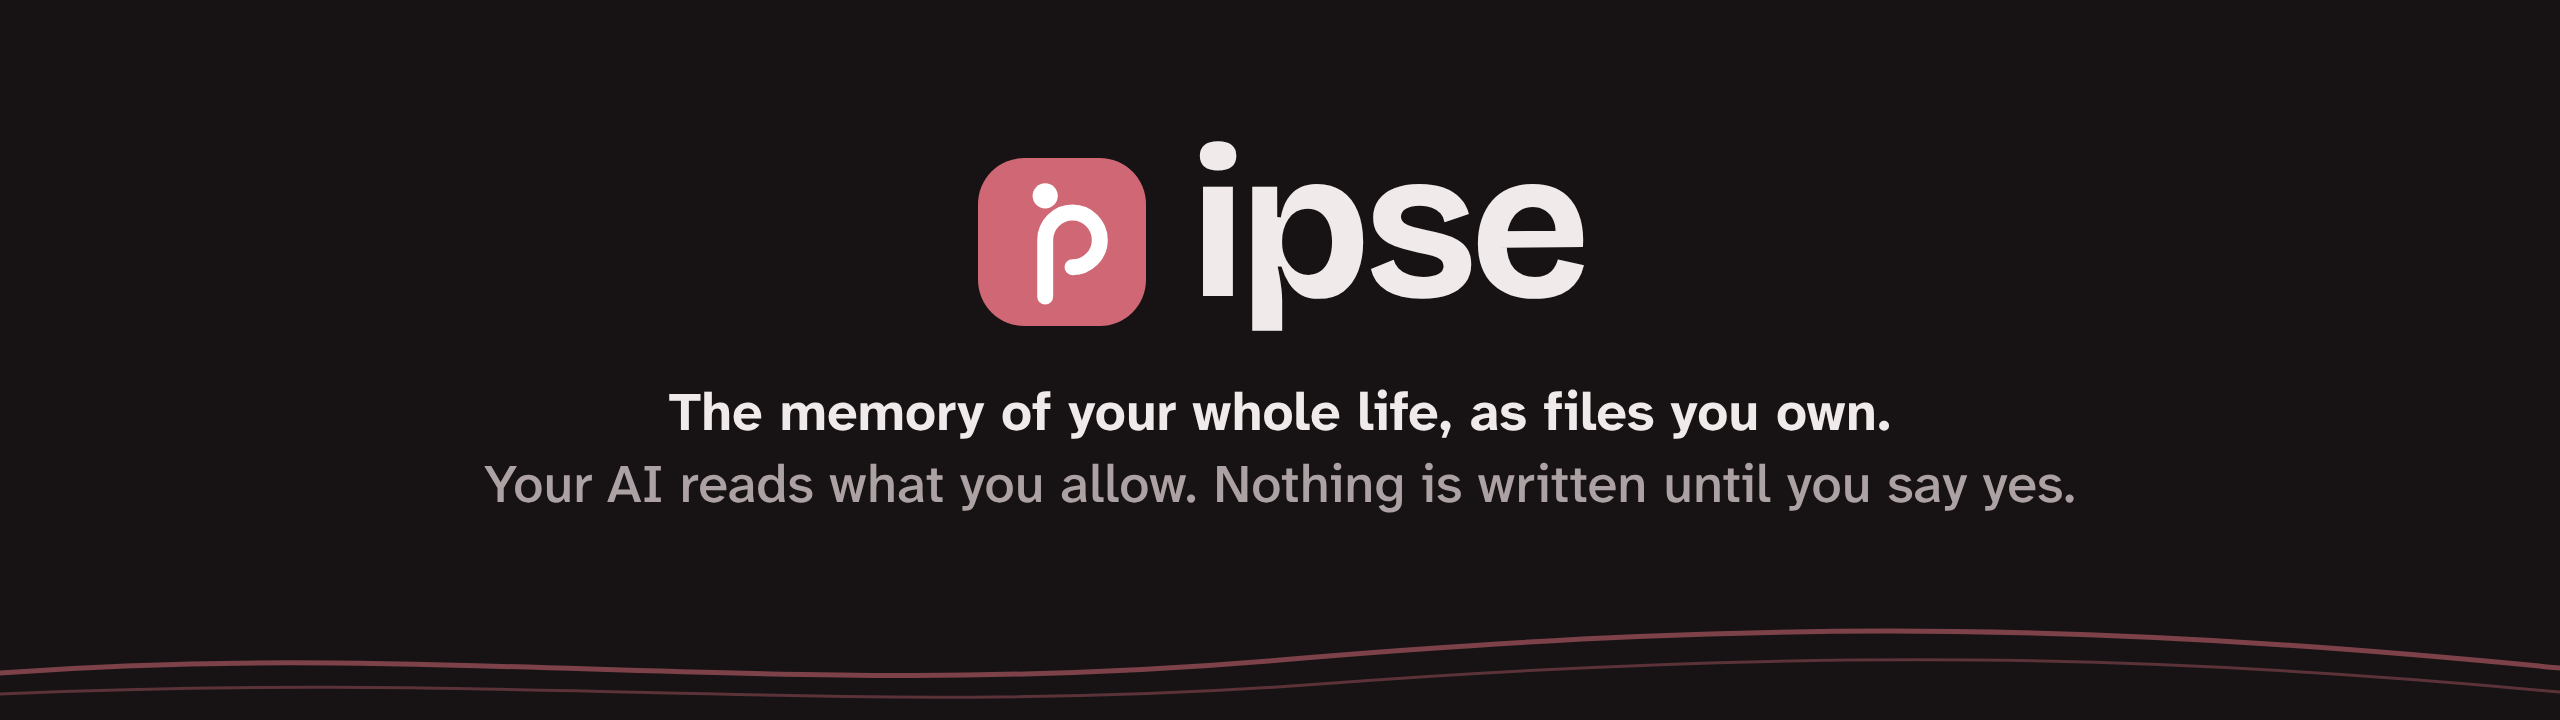 ipse
The memory of your whole life, as files you own.
Your AI reads what you allow. Nothing is written until you say yes.